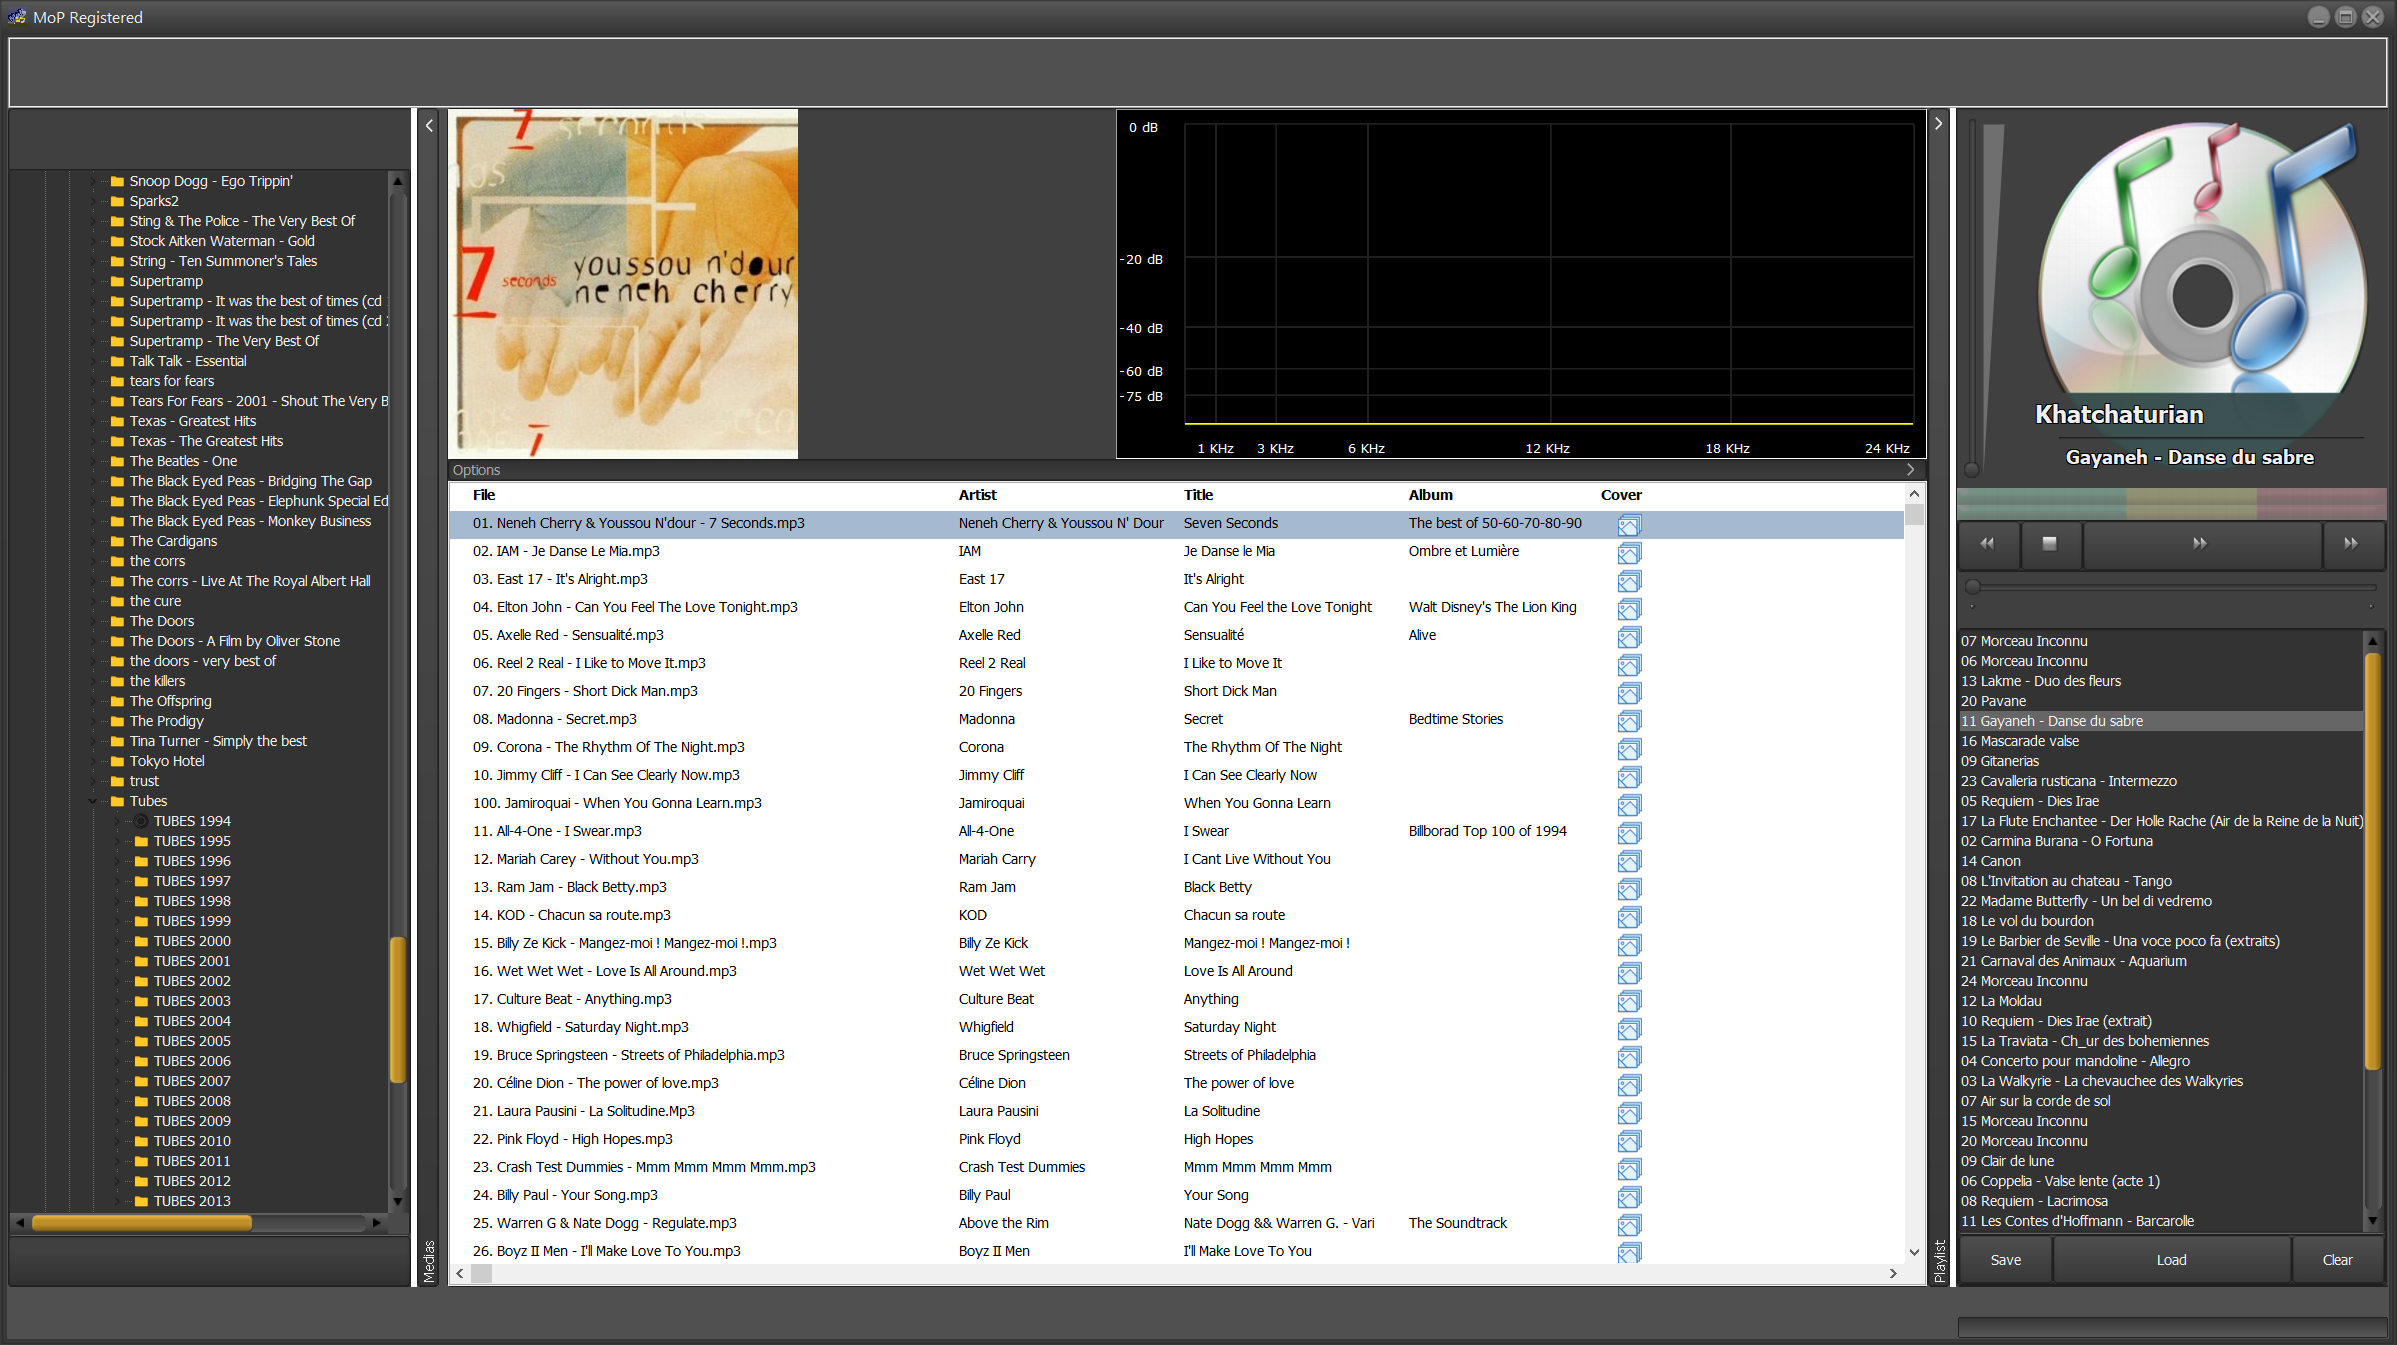 MoP Registered
Snoop Dogg - Ego Trippin'
Sparks2
Sting & The Police - The Very Best Of
Stock Aitken Waterman - Gold
String - Ten Summoner's Tales
Supertramp
Supertramp - It was the best of times (cd
Supertramp - It was the best of times (cd
Supertramp - The Very Best Of
Talk Talk - Essential
tears for fears
Tears For Fears - 2001 - Shout The Very B
Texas - Greatest Hits
Texas - The Greatest Hits
The Beatles - One
The Black Eyed Peas - Bridging The Gap
The Black Eyed Peas - Elephunk Special Ed
The Black Eyed Peas - Monkey Business
The Cardigans
the corrs
The corrs - Live At The Royal Albert Hall
the cure
The Doors
The Doors - A Film by Oliver Stone
the doors - very best of
the killers
The Offspring
The Prodigy
Tina Turner - Simply the best
Tokyo Hotel
trust
Tubes
TUBES 1994
TUBES 1995
TUBES 1996
TUBES 1997
TUBES 1998
TUBES 1999
TUBES 2000
TUBES 2001
TUBES 2002
TUBES 2003
TUBES 2004
TUBES 2005
TUBES 2006
TUBES 2007
TUBES 2008
TUBES 2009
TUBES 2010
TUBES 2011
TUBES 2012
TUBES 2013
Medias
7 seconds
7 seconds youssou n'dour
neneh cherry
7
0 dB
-20 dB
-40 dB
-60 dB
-75 dB
1 KHz 3 KHz 6 KHz 12 KHz 18 KHz 24 KHz
Options
File Artist Title Album Cover
01. Neneh Cherry & Youssou N'dour - 7 Seconds.mp3 Neneh Cherry & Youssou N' Dour Seven Seconds The best of 50-60-70-80-90
02. IAM - Je Danse Le Mia.mp3 IAM Je Danse le Mia Ombre et Lumière
03. East 17 - It's Alright.mp3 East 17 It's Alright
04. Elton John - Can You Feel The Love Tonight.mp3 Elton John Can You Feel the Love Tonight Walt Disney's The Lion King
05. Axelle Red - Sensualité.mp3 Axelle Red Sensualité Alive
06. Reel 2 Real - I Like to Move It.mp3 Reel 2 Real I Like to Move It
07. 20 Fingers - Short Dick Man.mp3 20 Fingers Short Dick Man
08. Madonna - Secret.mp3 Madonna Secret Bedtime Stories
09. Corona - The Rhythm Of The Night.mp3 Corona The Rhythm Of The Night
10. Jimmy Cliff - I Can See Clearly Now.mp3 Jimmy Cliff I Can See Clearly Now
100. Jamiroquai - When You Gonna Learn.mp3 Jamiroquai When You Gonna Learn
11. All-4-One - I Swear.mp3 All-4-One I Swear Billborad Top 100 of 1994
12. Mariah Carey - Without You.mp3 Mariah Carry I Cant Live Without You
13. Ram Jam - Black Betty.mp3 Ram Jam Black Betty
14. KOD - Chacun sa route.mp3 KOD Chacun sa route
15. Billy Ze Kick - Mangez-moi ! Mangez-moi !.mp3 Billy Ze Kick Mangez-moi ! Mangez-moi !
16. Wet Wet Wet - Love Is All Around.mp3 Wet Wet Wet Love Is All Around
17. Culture Beat - Anything.mp3 Culture Beat Anything
18. Whigfield - Saturday Night.mp3 Whigfield Saturday Night
19. Bruce Springsteen - Streets of Philadelphia.mp3 Bruce Springsteen Streets of Philadelphia
20. Céline Dion - The power of love.mp3 Céline Dion The power of love
21. Laura Pausini - La Solitudine.Mp3 Laura Pausini La Solitudine
22. Pink Floyd - High Hopes.mp3 Pink Floyd High Hopes
23. Crash Test Dummies - Mmm Mmm Mmm Mmm.mp3 Crash Test Dummies Mmm Mmm Mmm Mmm
24. Billy Paul - Your Song.mp3 Billy Paul Your Song
25. Warren G & Nate Dogg - Regulate.mp3 Above the Rim Nate Dogg && Warren G. - Vari The Soundtrack
26. Boyz II Men - I'll Make Love To You.mp3 Boyz II Men I'll Make Love To You
Playlist
Khatchaturian
Gayaneh - Danse du sabre
07 Morceau Inconnu
06 Morceau Inconnu
13 Lakme - Duo des fleurs
20 Pavane
11 Gayaneh - Danse du sabre
16 Mascarade valse
09 Gitanerias
23 Cavalleria rusticana - Intermezzo
05 Requiem - Dies Irae
17 La Flute Enchantee - Der Holle Rache (Air de la Reine de la Nuit)
02 Carmina Burana - O Fortuna
14 Canon
08 L'Invitation au chateau - Tango
22 Madame Butterfly - Un bel di vedremo
18 Le vol du bourdon
19 Le Barbier de Seville - Una voce poco fa (extraits)
21 Carnaval des Animaux - Aquarium
24 Morceau Inconnu
12 La Moldau
10 Requiem - Dies Irae (extrait)
15 La Traviata - Ch_ur des bohemiennes
04 Concerto pour mandoline - Allegro
03 La Walkyrie - La chevauchee des Walkyries
07 Air sur la corde de sol
15 Morceau Inconnu
20 Morceau Inconnu
09 Clair de lune
06 Coppelia - Valse lente (acte 1)
08 Requiem - Lacrimosa
11 Les Contes d'Hoffmann - Barcarolle
Save Load Clear